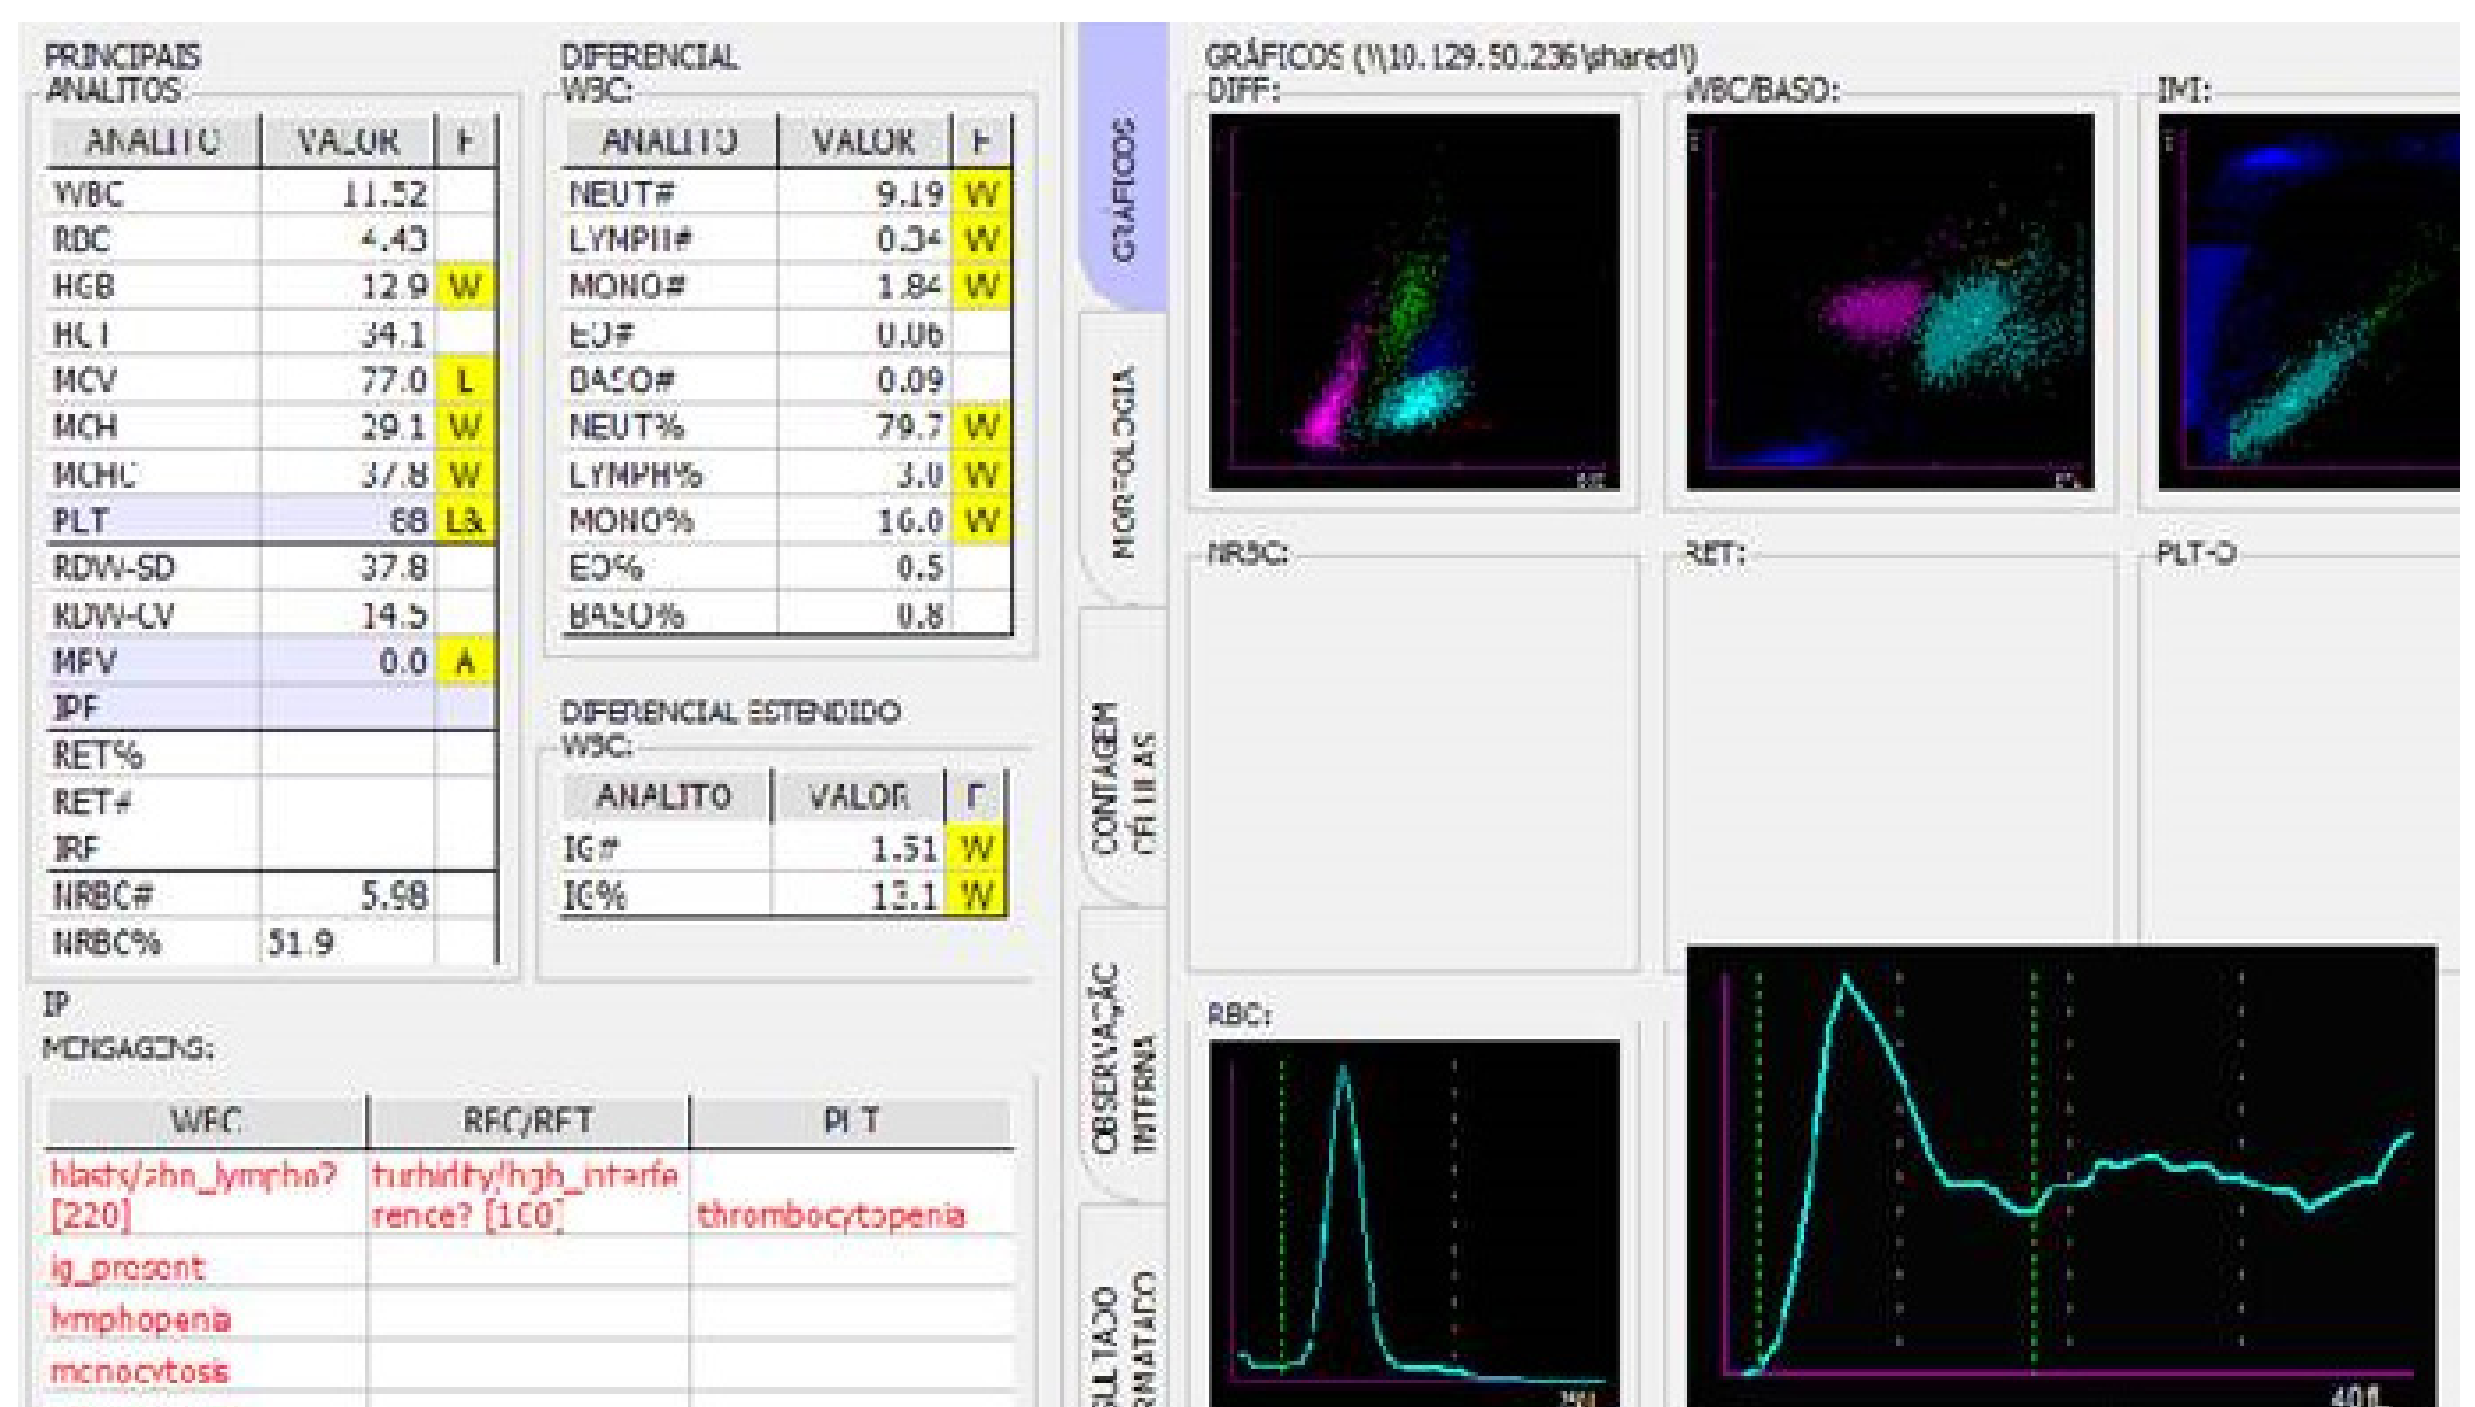 PRINCIPAIS
ANALITOS:
ANALITO VALOR F
WBC 11.52
RBC 4.43
HGB 12.9 W
HCT 34.1
MCV 77.0 L
MCH 29.1 W
MCHC 37.8 W
PLT L&
RDW-SD 37.8
RDW-CV 14.5
MPV 0.0 A
IPF
RET%
RET#
IRF
NRBC# 5.98
NRBC% 51.9
DIFERENCIAL
WBC:
ANALITO VALOR F
NEUT# 9.19 W
LYMPH# 0.34 W
MONO# 1.84 W
EO# 0.06
BASO# 0.09
NEUT% 79.7 W
LYMPH% 3.0 W
MONO% 16.0 W
EO% 0.5
BASO% 0.8
DIFERENCIAL ESTENDIDO
WBC:
ANALITO VALOR F
IG# 1.51 W
IG% 13.1 W
IP
MENSAGENS:
WBC RBC/RET PLT
blasts/abn_lympho?
[220]
turbidity/hgb_interfe
rence? [100]
thrombocytopenia
ig_present
lymphopenia
monocytosis
GRÁFICOS
MORFOLOGIA
CONTAGEM
CÉLULAS
OBSERVAÇÃO
INTERNA
GRÁFICOS (\\10.129.50.236\shared\)
DIFF:
WBC/BASO:
IMI:
NRBC:
RET:
PLT-O
RBC: